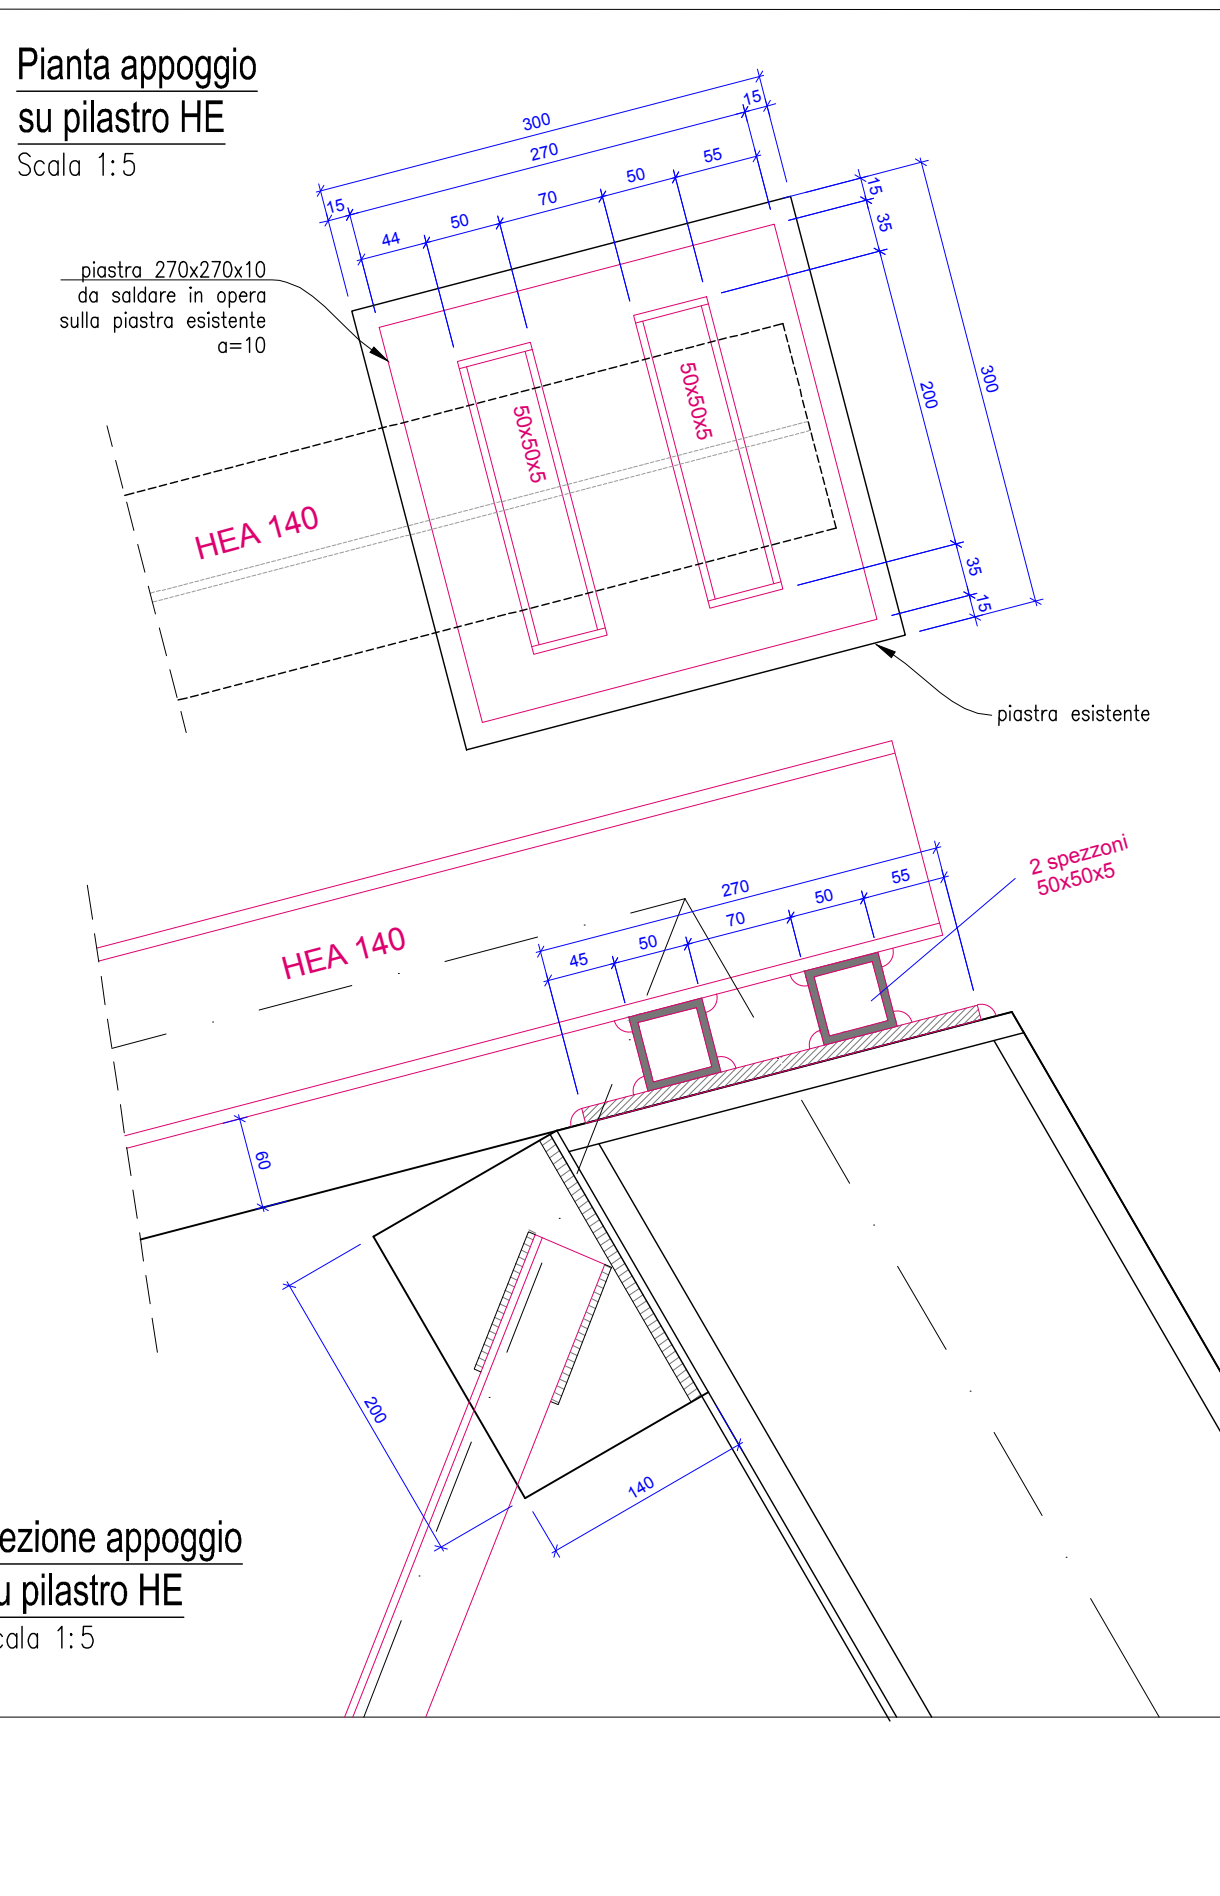 Pianta appoggio
su pilastro HE
Scala 1:5
300
15
270
15
55
50
70
50
44
15
35
200
300
35
15
piastra 270x270x10
da saldare in opera
sulla piastra esistente
a=10
50x50x5
50x50x5
HEA 140
piastra esistente
2 spezzoni
50x50x5
270
55
50
70
50
45
HEA 140
60
200
140
ezione appoggio
u pilastro HE
cala 1:5